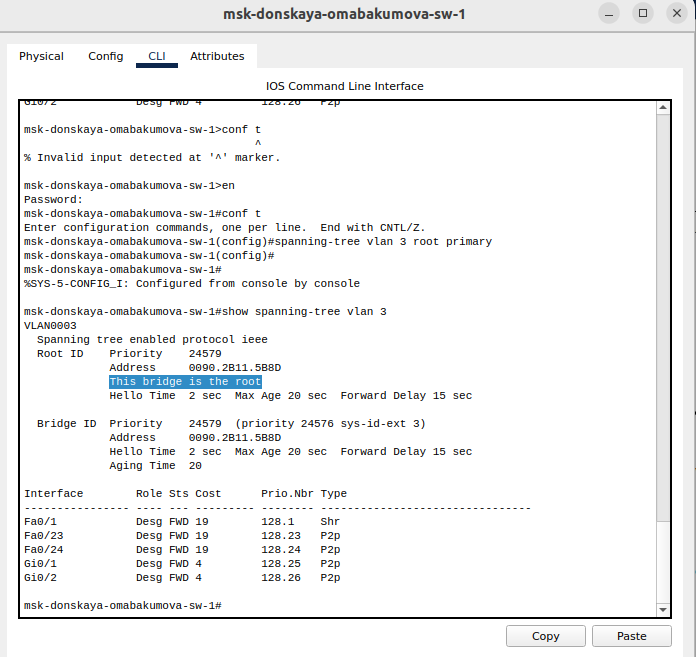 msk-donskaya-omabakumova-sw-1
Physical Config CLI Attributes
IOS Command Line Interface
Gi0/2            Desg FWD 4         128.26   P2p
msk-donskaya-omabakumova-sw-1>conf t
                                   ^
% Invalid input detected at '^' marker.
msk-donskaya-omabakumova-sw-1>en
Password:
msk-donskaya-omabakumova-sw-1#conf t
Enter configuration commands, one per line.  End with CNTL/Z.
msk-donskaya-omabakumova-sw-1(config)#spanning-tree vlan 3 root primary
msk-donskaya-omabakumova-sw-1(config)#
msk-donskaya-omabakumova-sw-1#
%SYS-5-CONFIG_I: Configured from console by console
msk-donskaya-omabakumova-sw-1#show spanning-tree vlan 3
VLAN0003
  Spanning tree enabled protocol ieee
  Root ID    Priority    24579
             Address     0090.2B11.5B8D
             This bridge is the root
             Hello Time  2 sec  Max Age 20 sec  Forward Delay 15 sec
  Bridge ID  Priority    24579  (priority 24576 sys-id-ext 3)
             Address     0090.2B11.5B8D
             Hello Time  2 sec  Max Age 20 sec  Forward Delay 15 sec
             Aging Time  20
Interface        Role Sts Cost      Prio.Nbr Type
---------------- ---- --- --------- -------- --------------------------------
Fa0/1            Desg FWD 19        128.1    Shr
Fa0/23           Desg FWD 19        128.23   P2p
Fa0/24           Desg FWD 19        128.24   P2p
Gi0/1            Desg FWD 4         128.25   P2p
Gi0/2            Desg FWD 4         128.26   P2p
msk-donskaya-omabakumova-sw-1#
Copy Paste